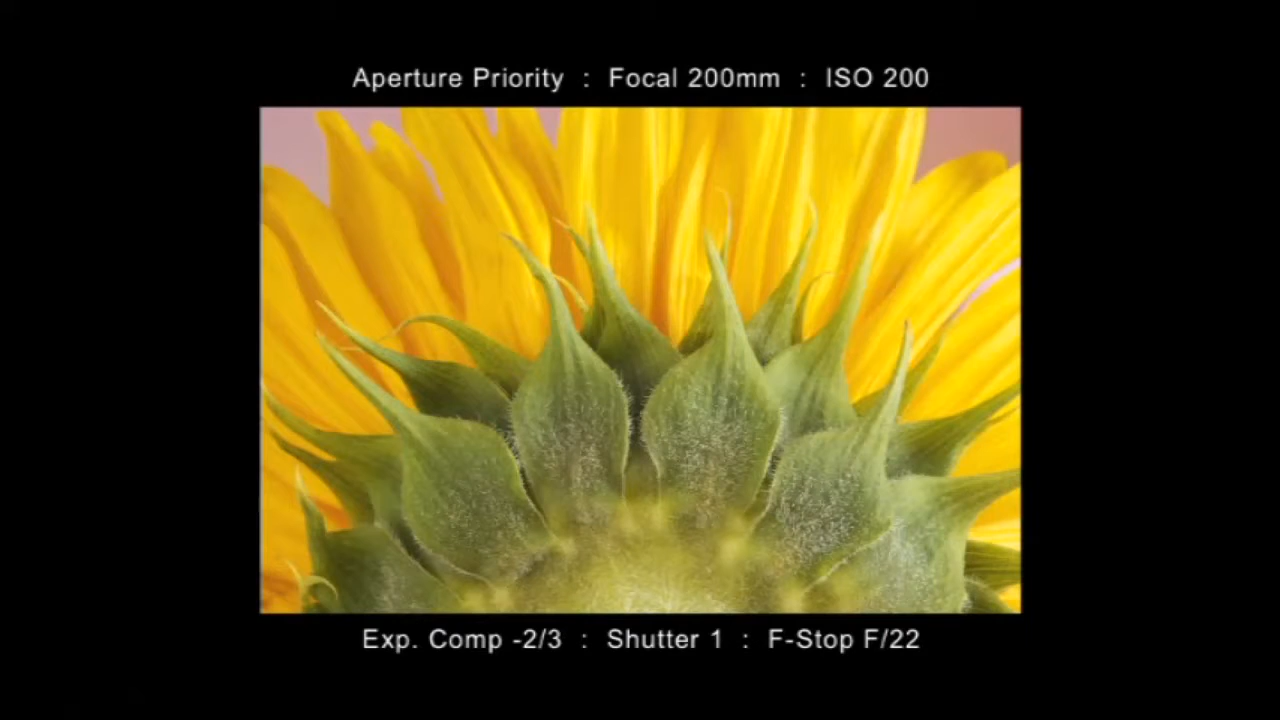 Aperture Priority : Focal 200mm : ISO 200
Exp. Comp -2/3 : Shutter 1 : F-Stop F/22